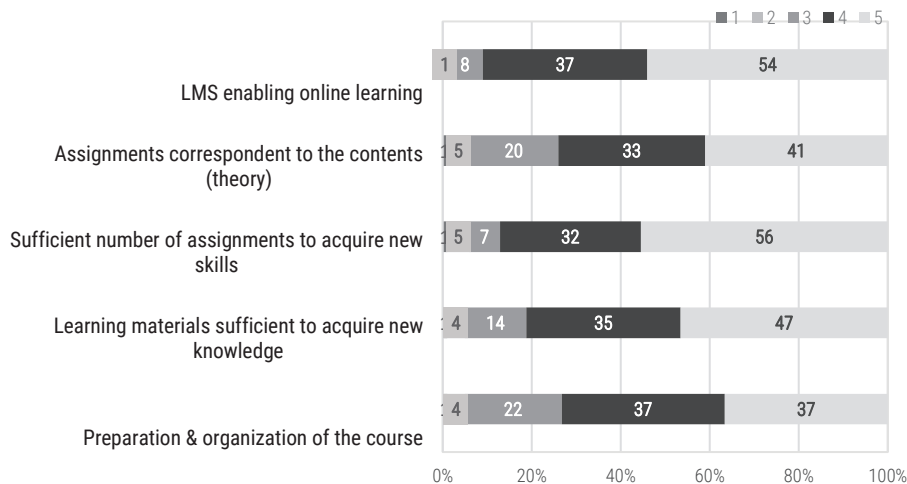 1 2 3 4 5
1 8 37 54
LMS enabling online learning
1 5 20 33 41
Assignments correspondent to the contents
(theory)
1 5 7 32 56
Sufficient number of assignments to acquire new
skills
4 14 35 47
Learning materials sufficient to acquire new
knowledge
4 22 37 37
Preparation & organization of the course
0% 20% 40% 60% 80% 100%